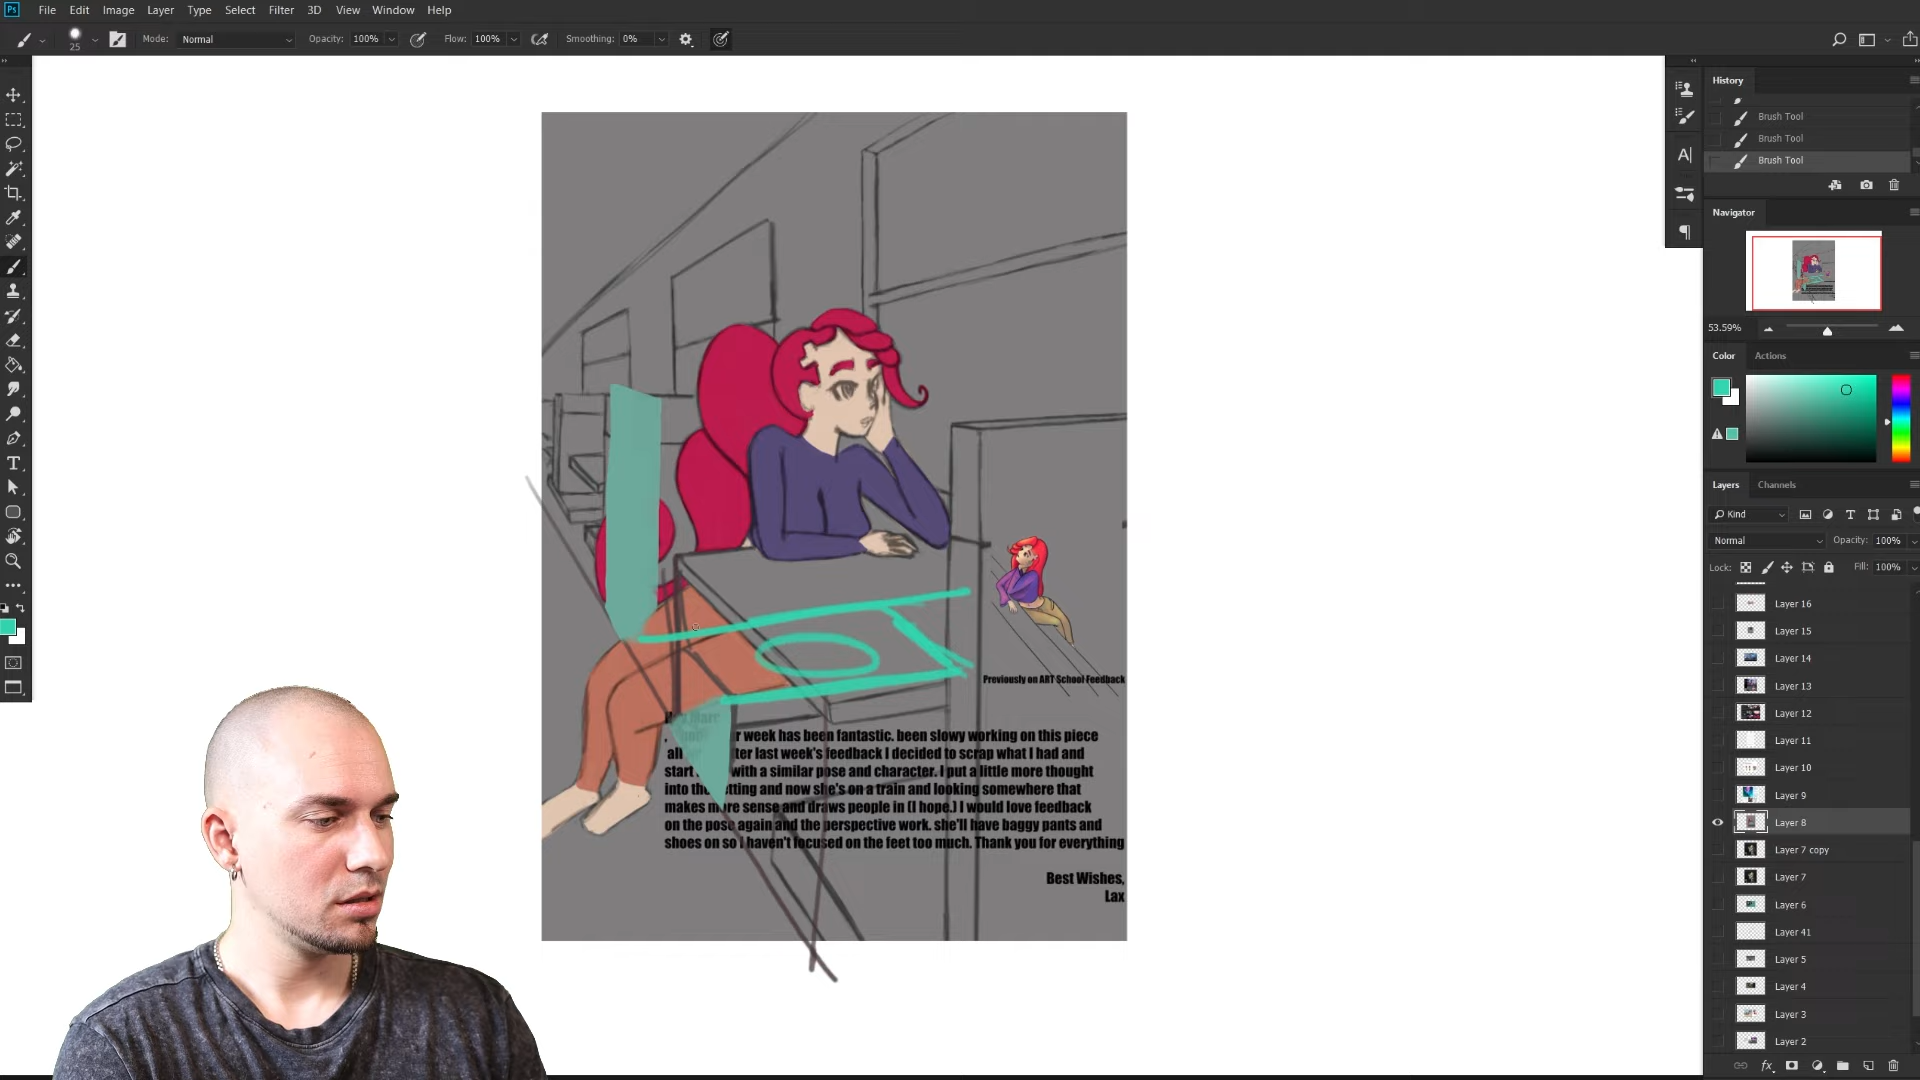 Ps File Edit Image Layer Type Select Filter 3D View Window Help
25 Mode: Normal Opacity: 100% Flow: 100% Smoothing: 0%
History
Brush Tool
Brush Tool
Brush Tool
Navigator
53.59%
Color Actions
Layers Channels
Kind
Normal Opacity: 100%
Lock: Fill: 100%
Layer 16
Layer 15
Layer 14
Layer 13
Layer 12
Layer 11
Layer 10
Layer 9
Layer 8
Layer 7 copy
Layer 7
Layer 6
Layer 41
Layer 5
Layer 4
Layer 3
Layer 2
fx
Previously on ART School Feedback
r week has been fantastic. been slowy working on this piece
all ter last week's feedback I decided to scrap what I had and
start with a similar pose and character. I put a little more thought
into the setting and now she's on a train and looking somewhere that
makes more sense and draws people in (I hope.) I would love feedback
on the pose again and the perspective work. she'll have baggy pants and
shoes on so I haven't focused on the feet too much. Thank you for everything
Best Wishes,
Lax